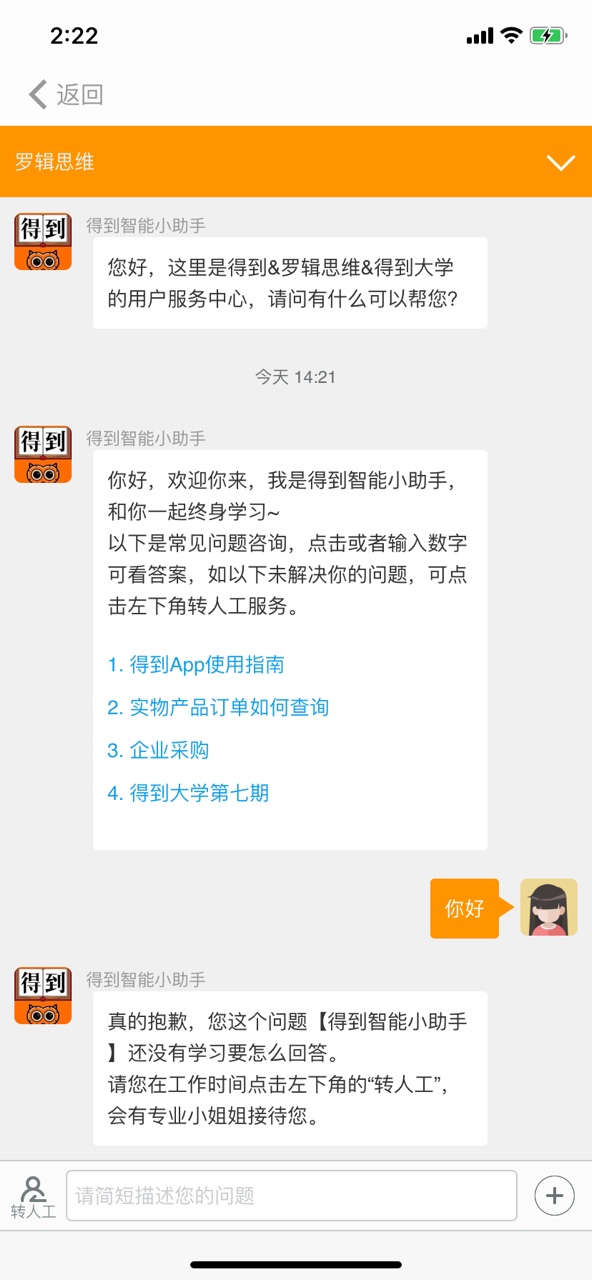 2:22
返回
罗辑思维
得到
得到智能小助手
您好，这里是得到&罗辑思维&得到大学
的用户服务中心，请问有什么可以帮您?
今天 14:21
得到
得到智能小助手
你好，欢迎你来，我是得到智能小助手，
和你一起终身学习~
以下是常见问题咨询，点击或者输入数字
可看答案，如以下未解决你的问题，可点
击左下角转人工服务。
1. 得到App使用指南
2. 实物产品订单如何查询
3. 企业采购
4. 得到大学第七期
你好
得到
得到智能小助手
真的抱歉，您这个问题【得到智能小助手
】还没有学习要怎么回答。
请您在工作时间点击左下角的“转人工”，
会有专业小姐姐接待您。
转人工
请简短描述您的问题